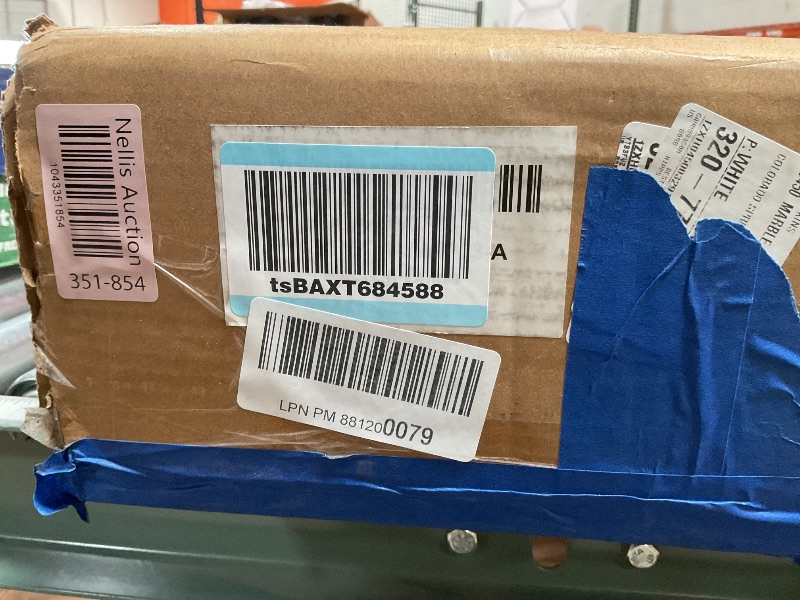 Nellis Auction
1043351854
351-854
A
tsBAXT684588
LPN PM 881200079
P. WHITE
320-77
COLORADO SPRI
MARBLE